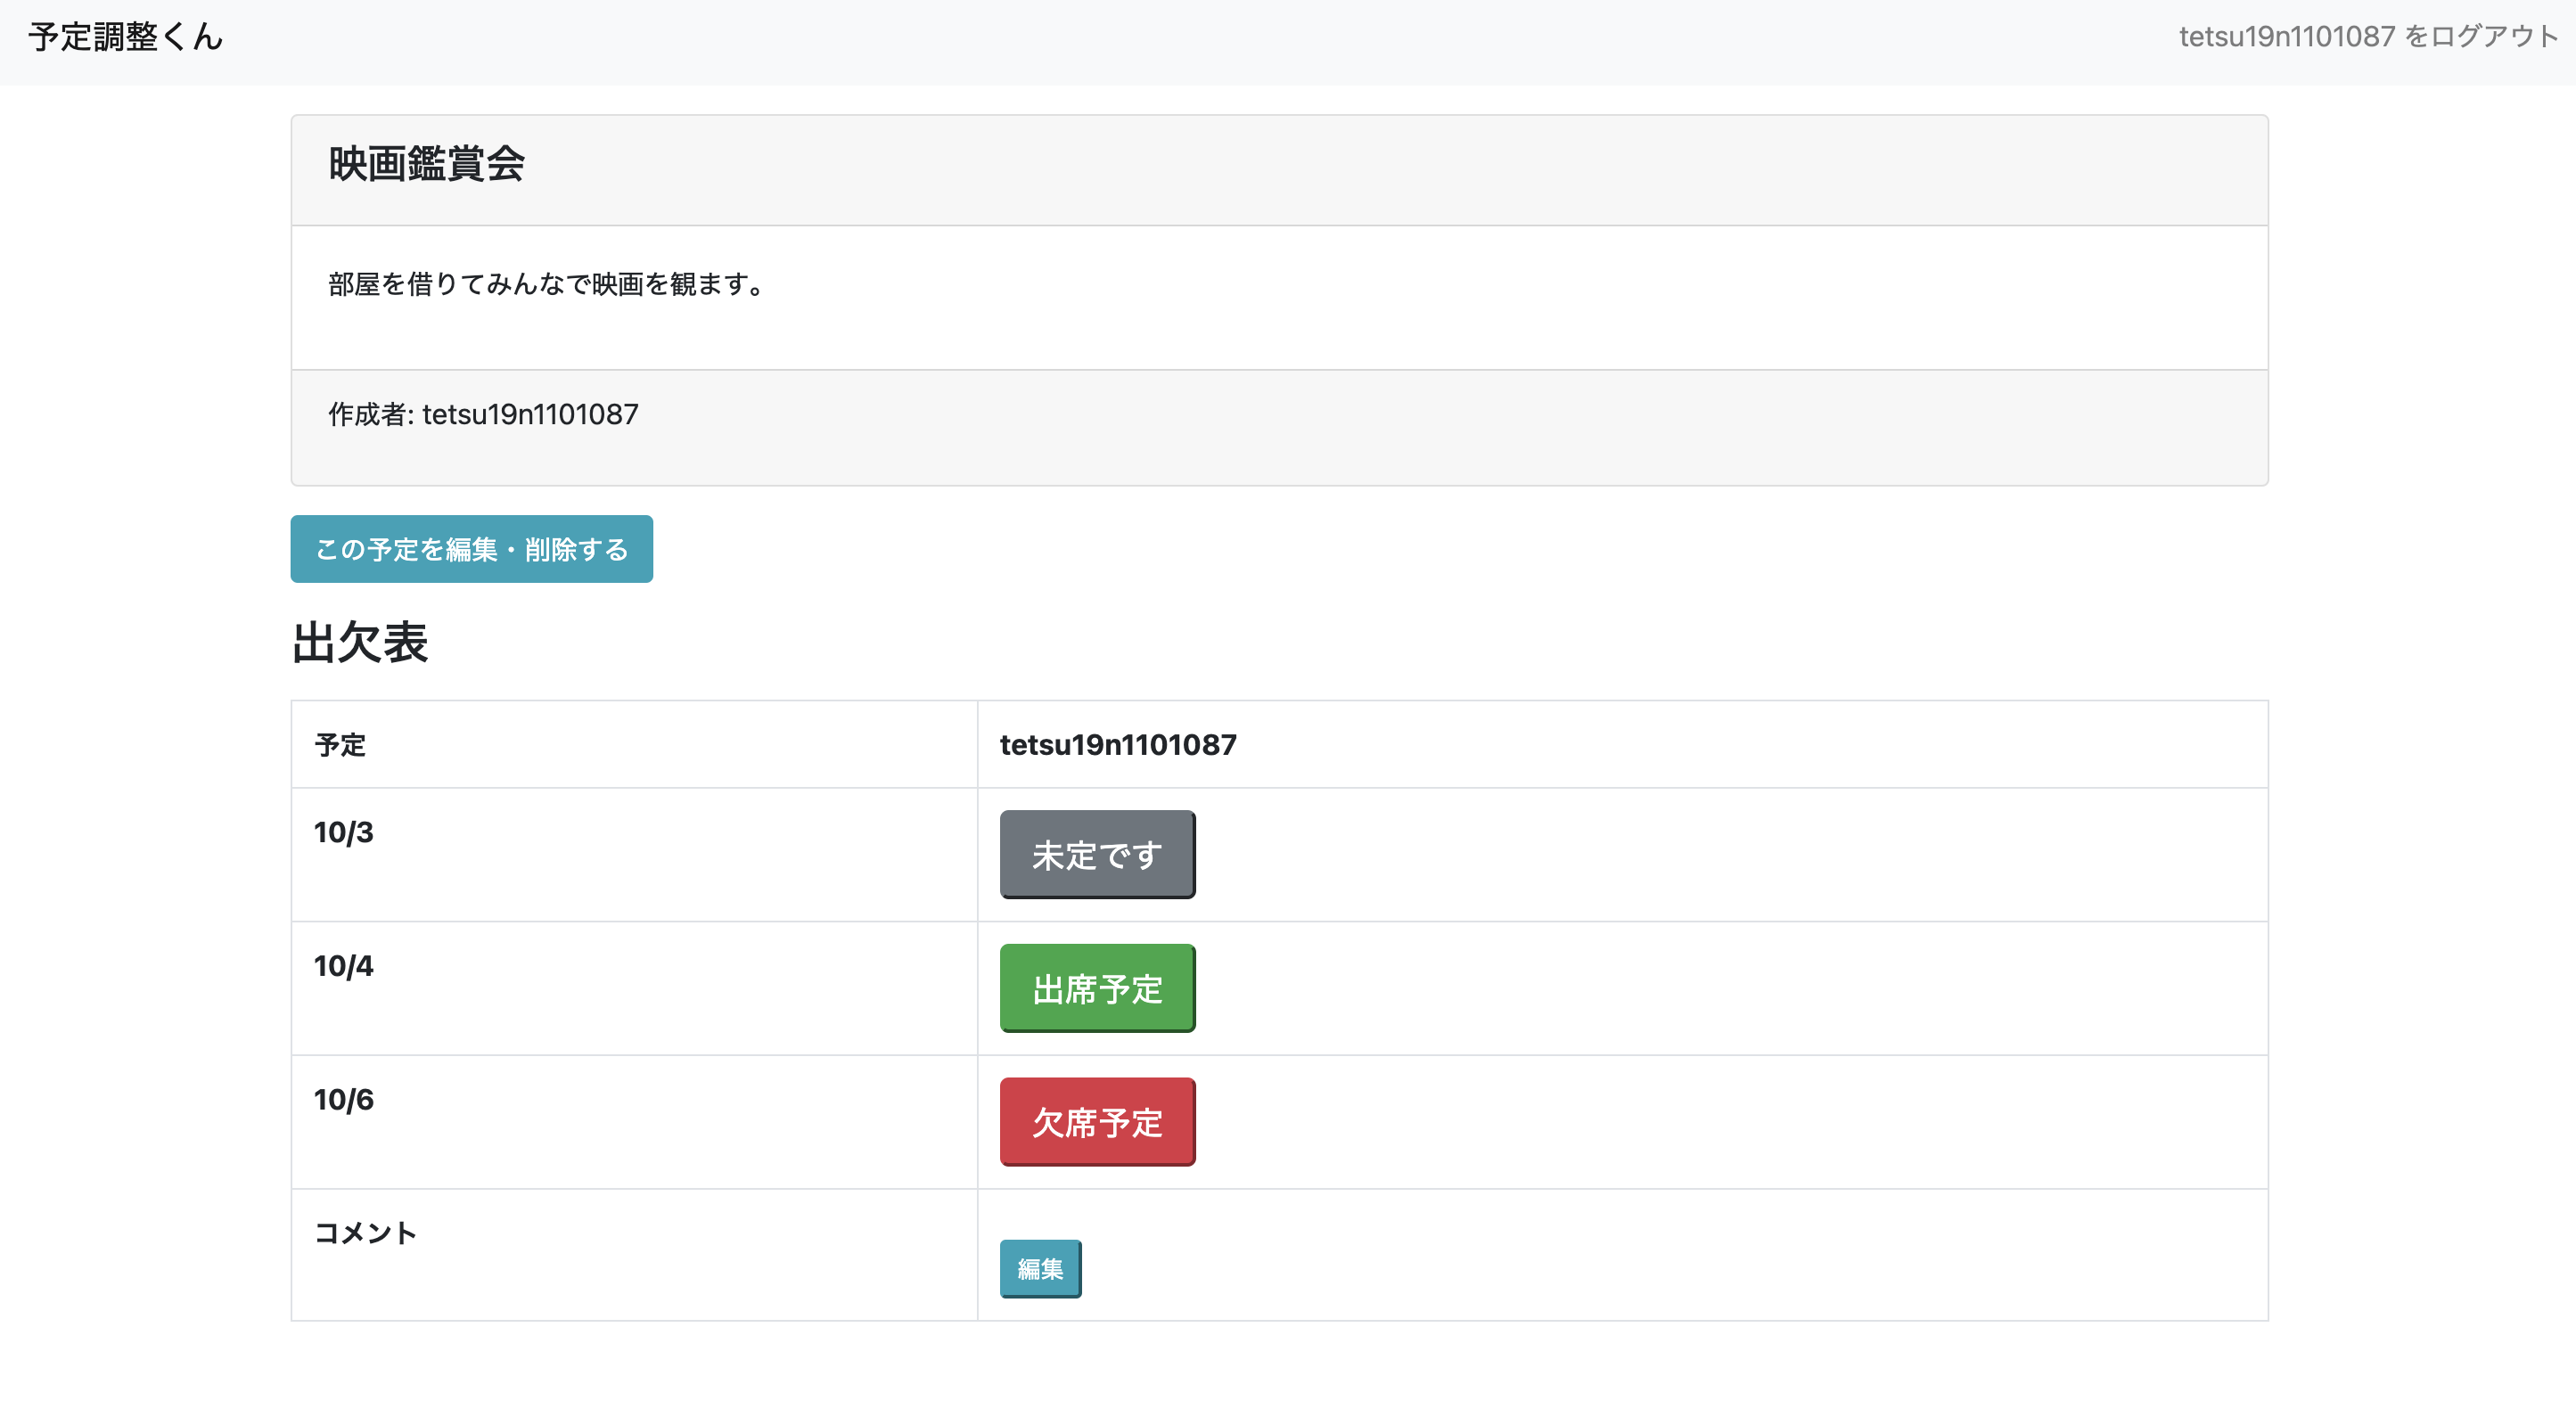 予定調整くん
tetsu19n1101087 をログアウト
映画鑑賞会
部屋を借りてみんなで映画を観ます。
作成者: tetsu19n1101087
この予定を編集・削除する
出欠表
予定 tetsu19n1101087
10/3 未定です
10/4 出席予定
10/6 欠席予定
コメント
編集